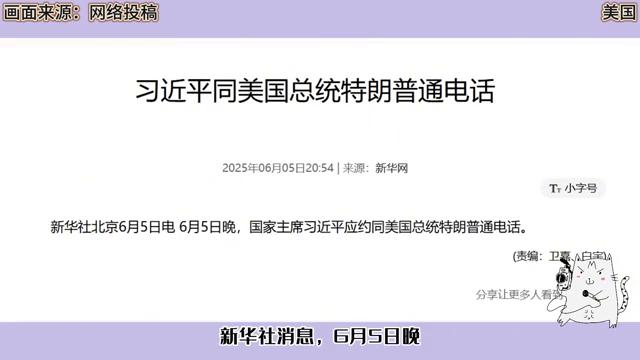 画面来源：网络投稿
美国
习近平同美国总统特朗普通电话
2025年06月05日20:54 | 来源：新华网
TT 小字号
新华社北京6月5日电 6月5日晚，国家主席习近平应约同美国总统特朗普通电话。
(责编：卫嘉、白宇)
分享让更多人看到
新华社消息，6月5日晚